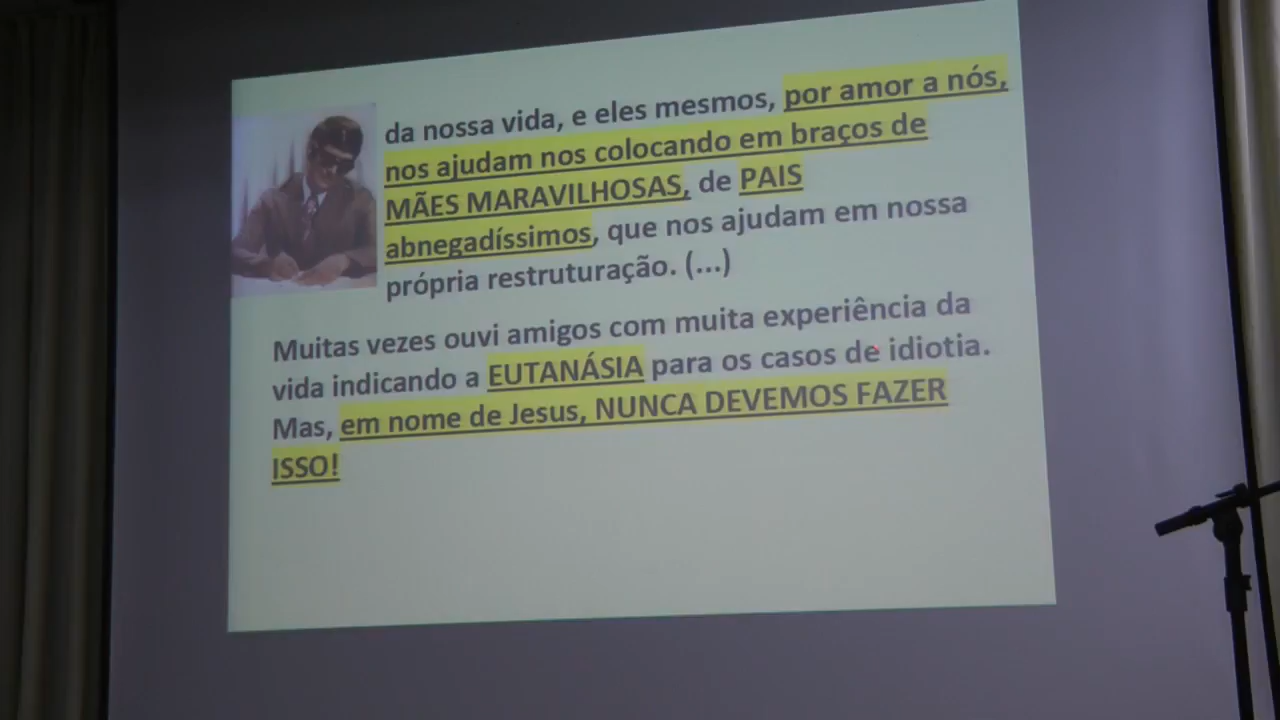 da nossa vida, e eles mesmos, por amor a nós,
nos ajudam nos colocando em braços de
MÃES MARAVILHOSAS, de PAIS
abnegadíssimos, que nos ajudam em nossa
própria restruturação. (...)
Muitas vezes ouvi amigos com muita experiência da
vida indicando a EUTANÁSIA para os casos de idiotia.
Mas, em nome de Jesus, NUNCA DEVEMOS FAZER
ISSO!